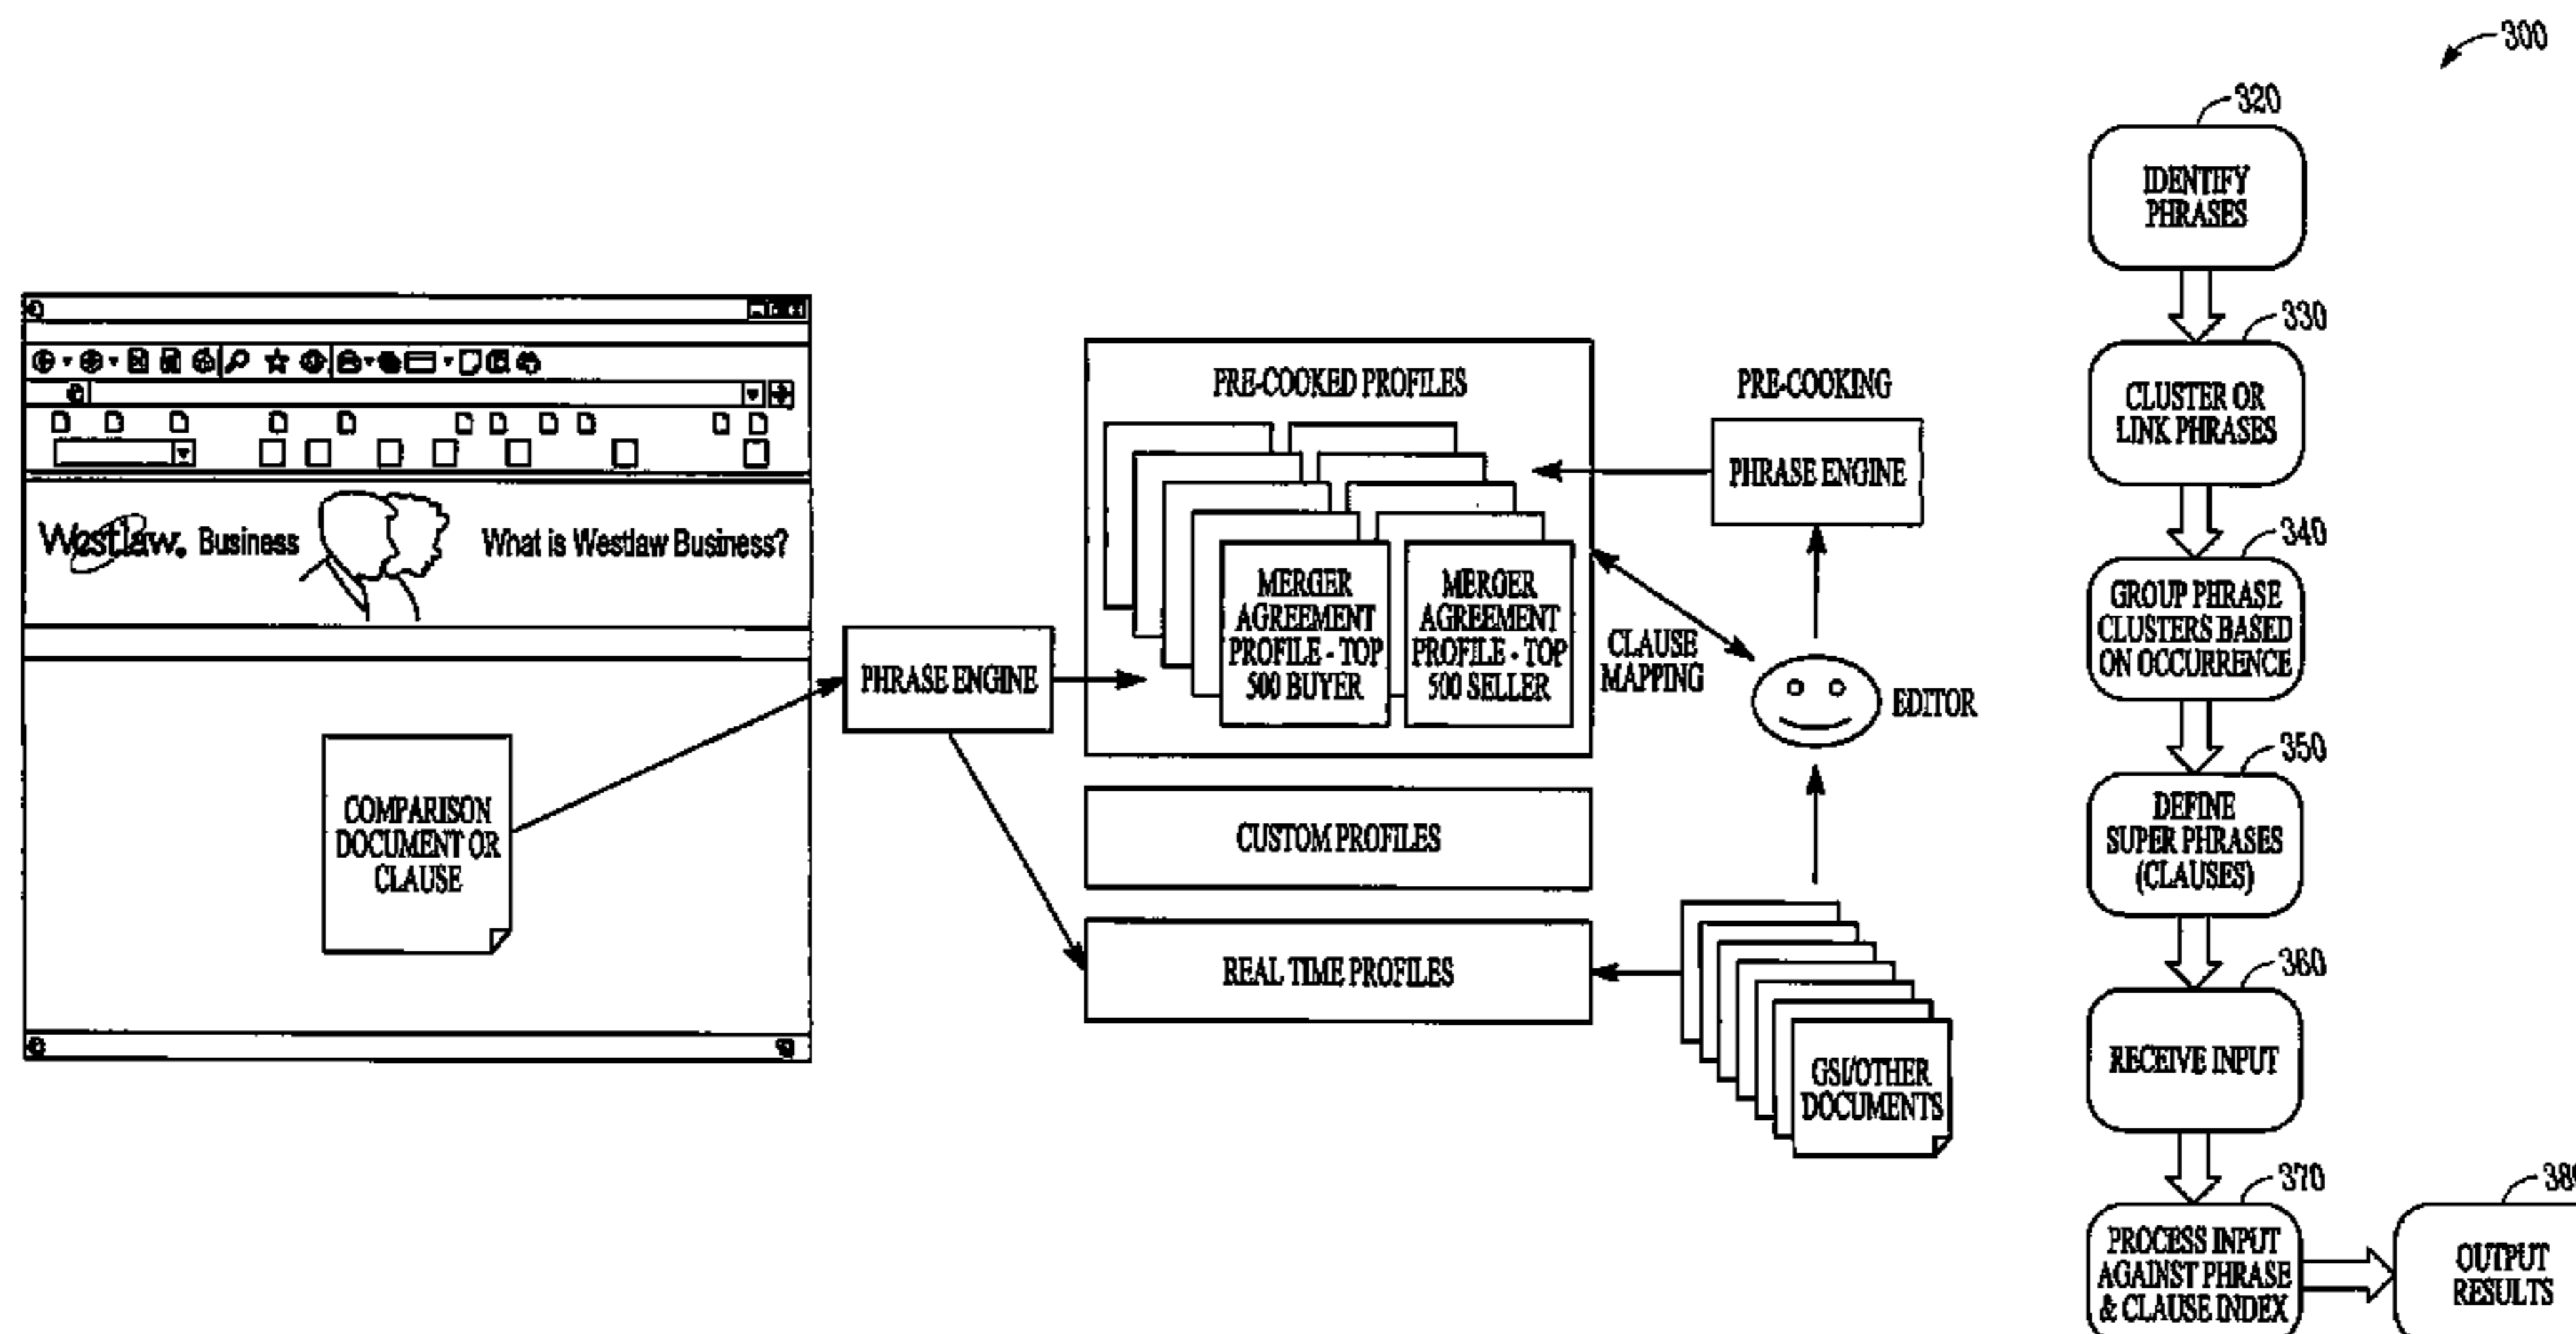 Westlaw. Business
What is Westlaw Business?
COMPARISON
DOCUMENT OR
CLAUSE
PHRASE ENGINE
PRE-COOKED PROFILES
MERGER
AGREEMENT
PROFILE - TOP
500 BUYER
MERGER
AGREEMENT
PROFILE - TOP
500 SELLER
CUSTOM PROFILES
REAL TIME PROFILES
PRE-COOKING
PHRASE ENGINE
CLAUSE
MAPPING
EDITOR
GSI/OTHER
DOCUMENTS
300
320
IDENTIFY
PHRASES
330
CLUSTER OR
LINK PHRASES
340
GROUP PHRASE
CLUSTERS BASED
ON OCCURRENCE
350
DEFINE
SUPER PHRASES
(CLAUSES)
360
RECEIVE INPUT
370
PROCESS INPUT
AGAINST PHRASE
& CLAUSE INDEX
OUTPUT
RESULTS